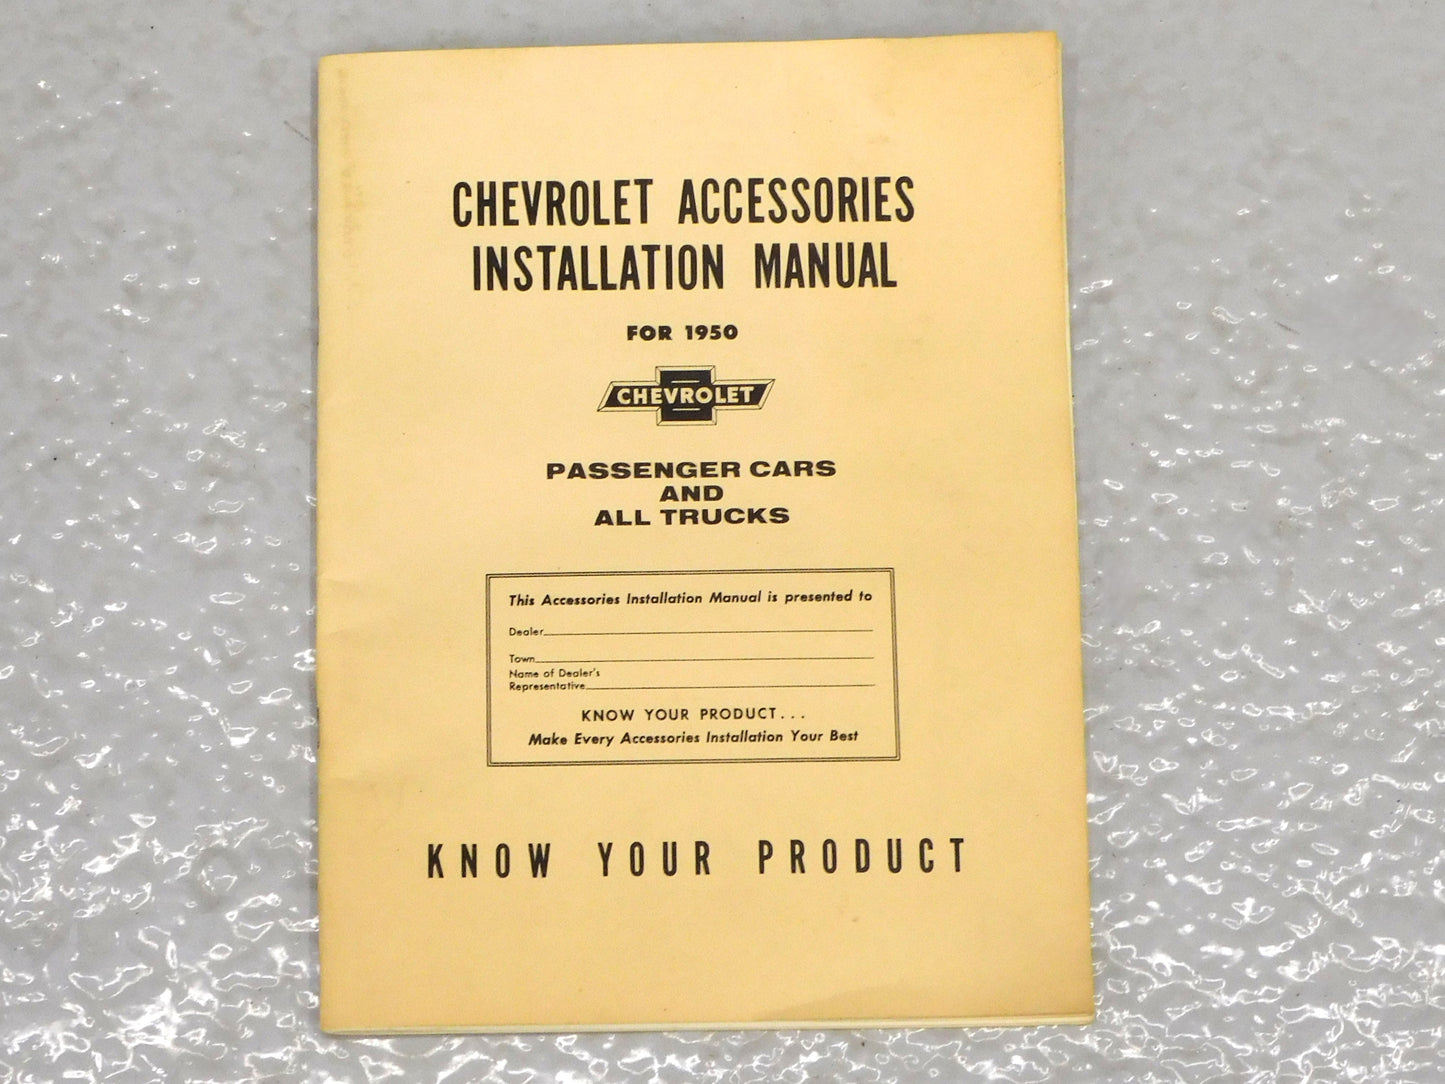 CHEVROLET ACCESSORIES
INSTALLATION MANUAL
FOR 1950
CHEVROLET
PASSENGER CARS
AND
ALL TRUCKS
This Accessories Installation Manual is presented to
Dealer
Town
Name of Dealer's
Representative
KNOW YOUR PRODUCT...
Make Every Accessories Installation Your Best
KNOW YOUR PRODUCT